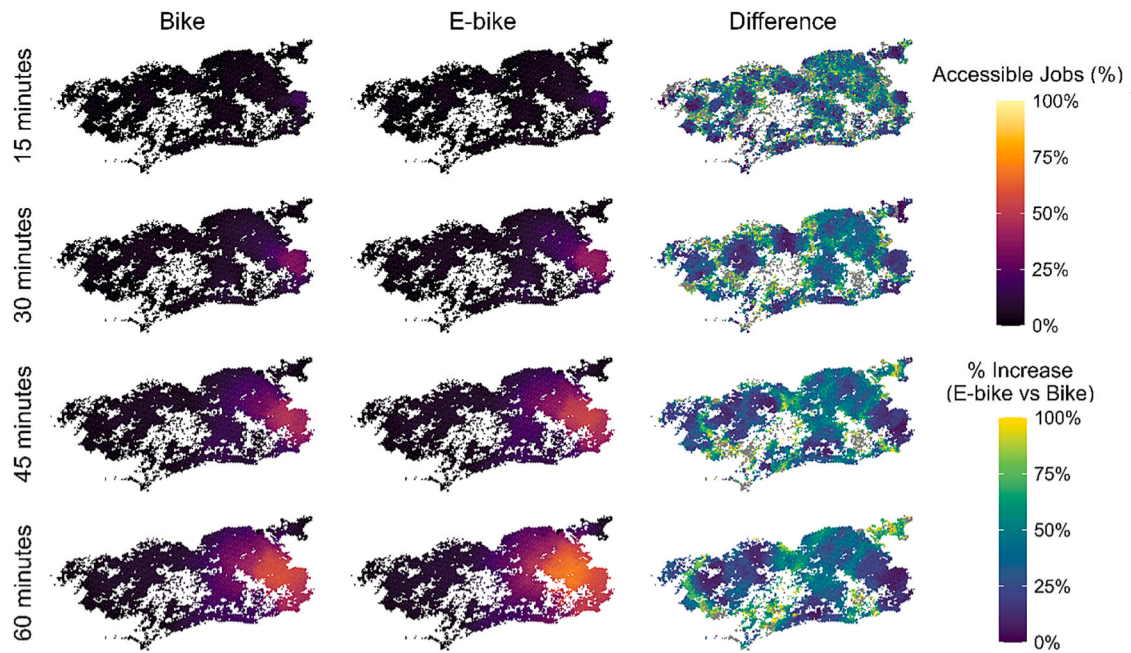 Bike
E-bike
Difference
15 minutes
30 minutes
45 minutes
60 minutes
Accessible Jobs (%)
100%
75%
50%
25%
0%
% Increase
(E-bike vs Bike)
100%
75%
50%
25%
0%